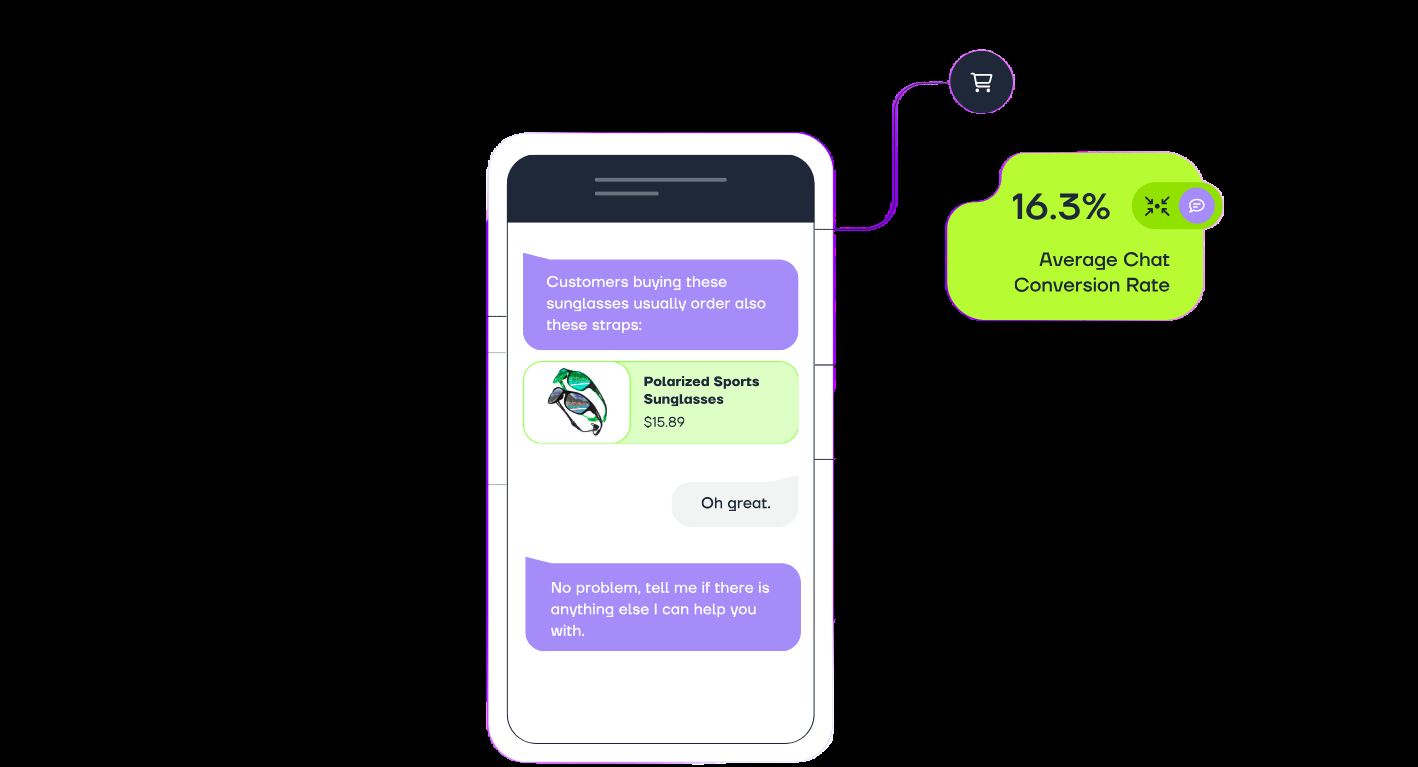 16.3%
Average Chat
Conversion Rate
Customers buying these
sunglasses usually order also
these straps:
Polarized Sports
Sunglasses
$15.89
Oh great.
No problem, tell me if there is
anything else I can help you
with.